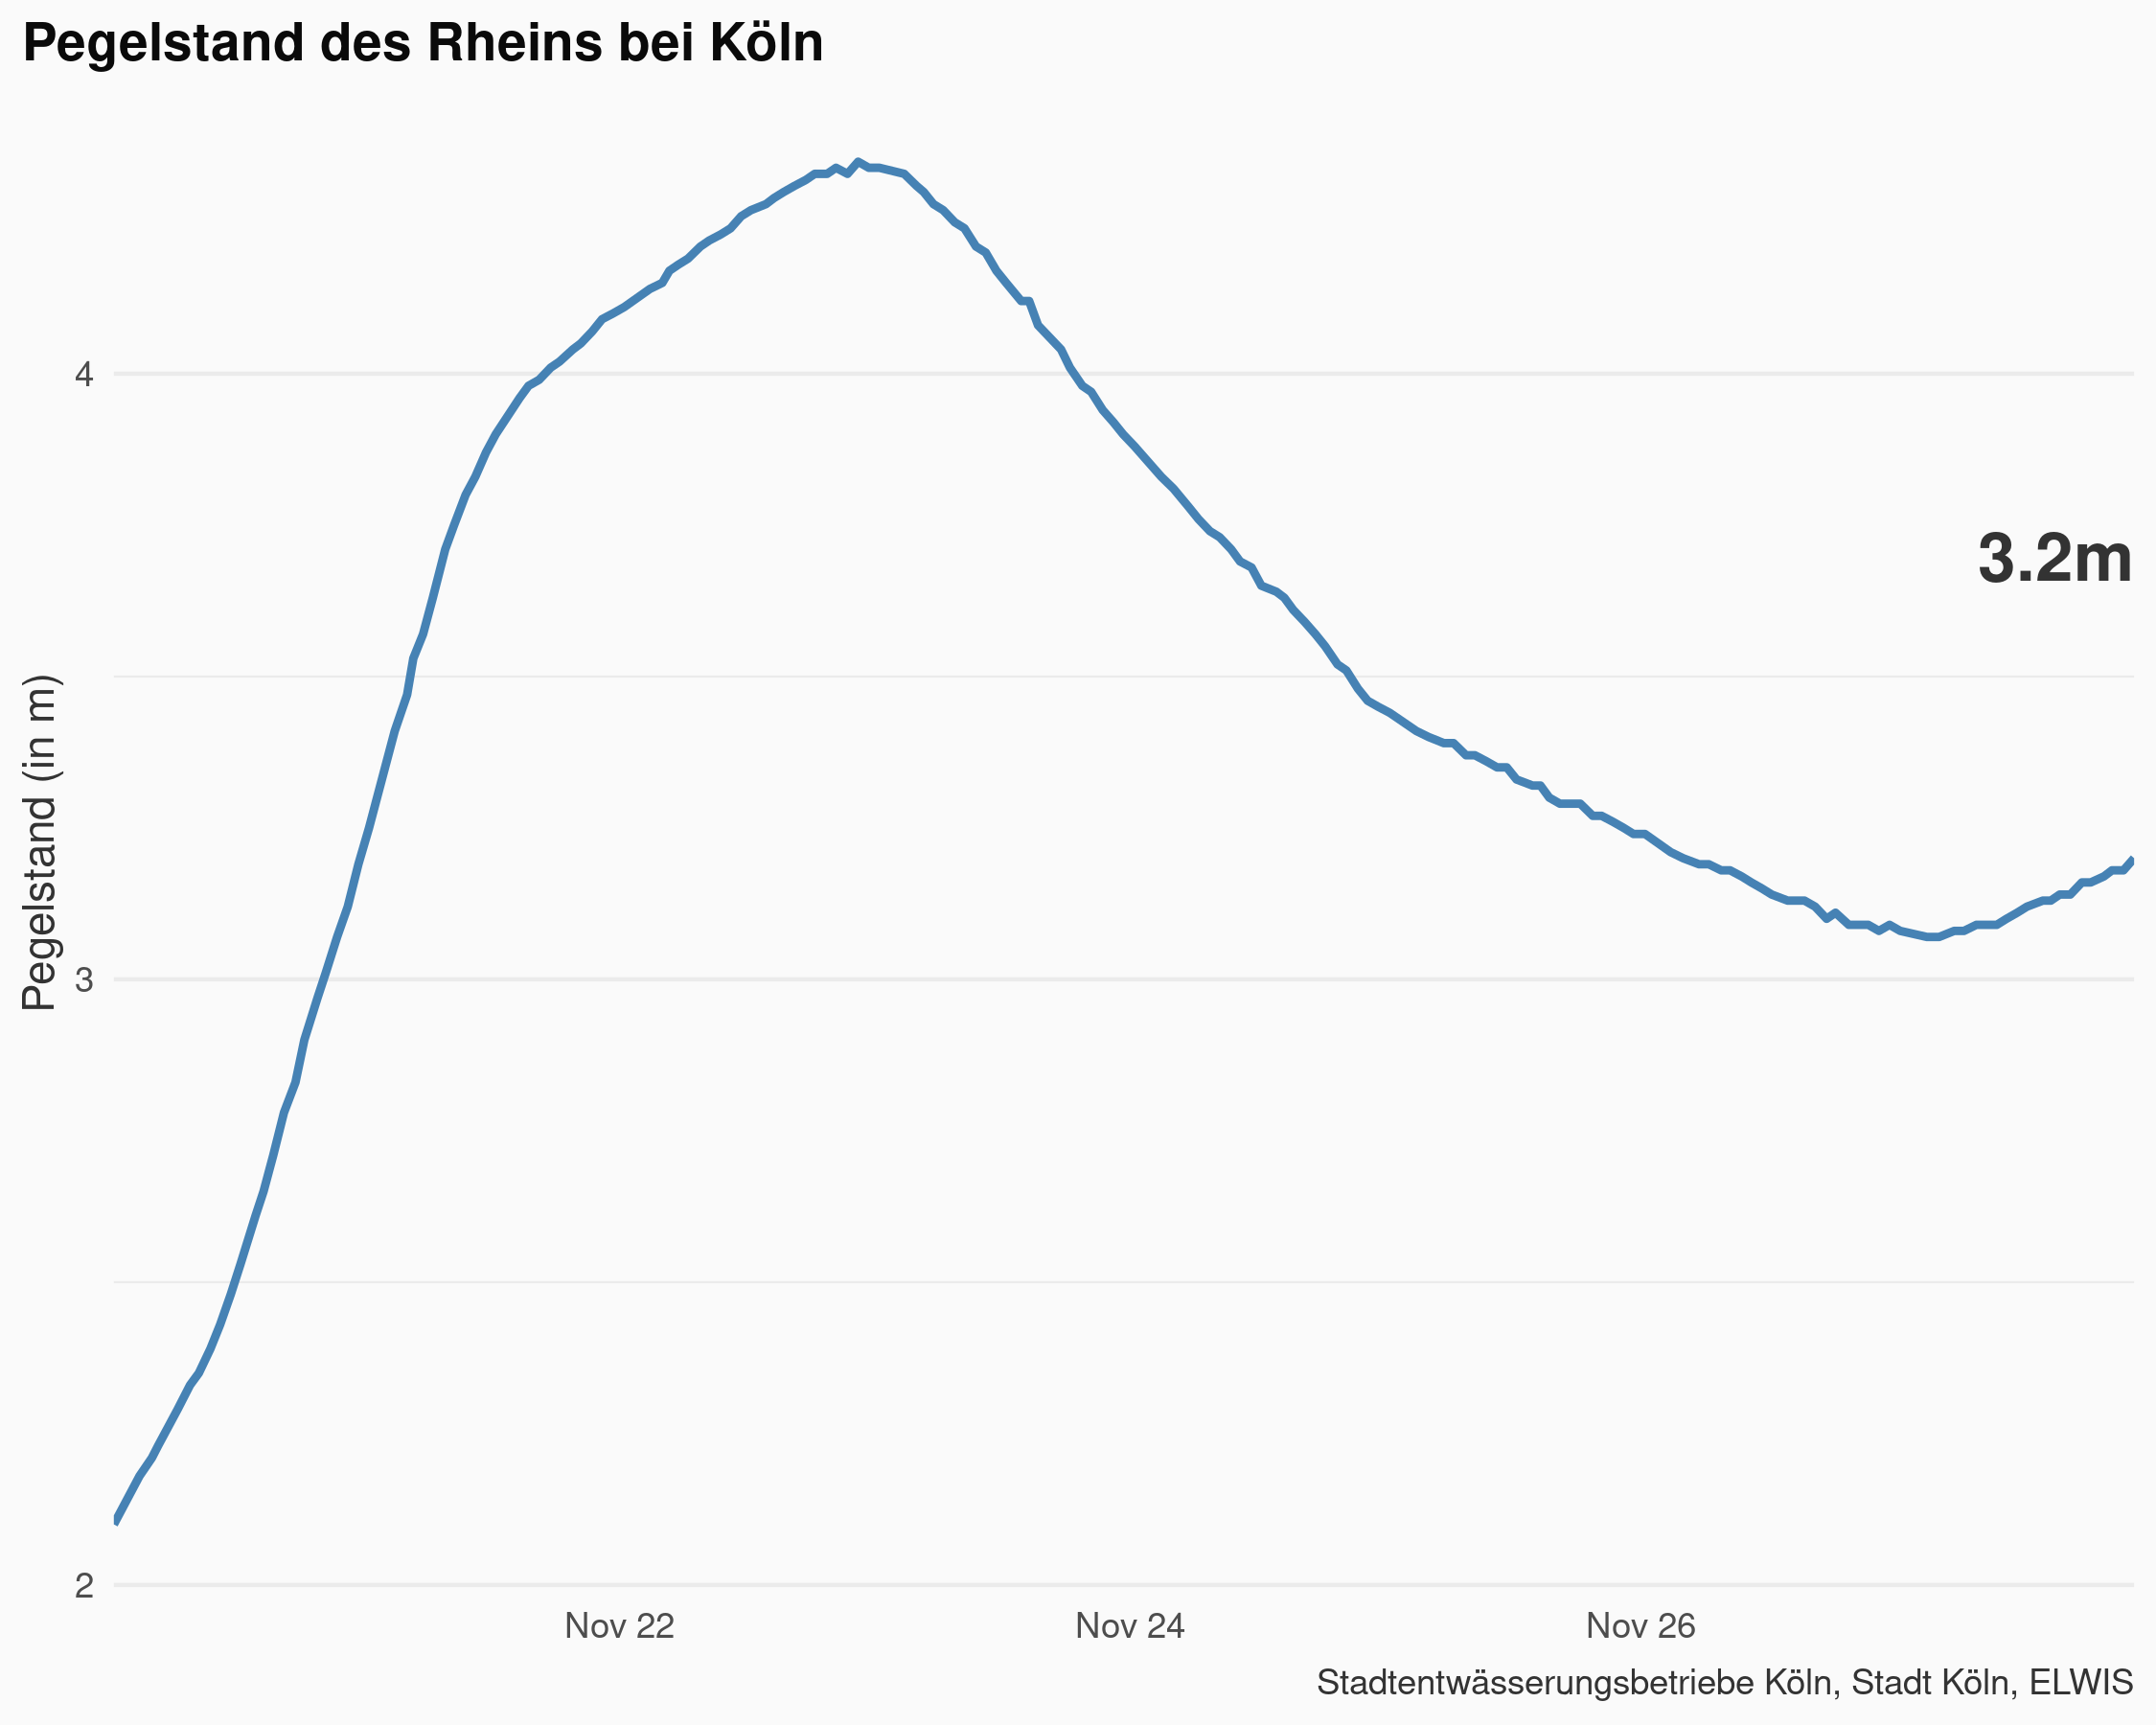 Pegelstand des Rheins bei Köln
Pegelstand (in m)
4
3
2
3.2m
Nov 22
Nov 24
Nov 26
Stadtentwässerungsbetriebe Köln, Stadt Köln, ELWIS